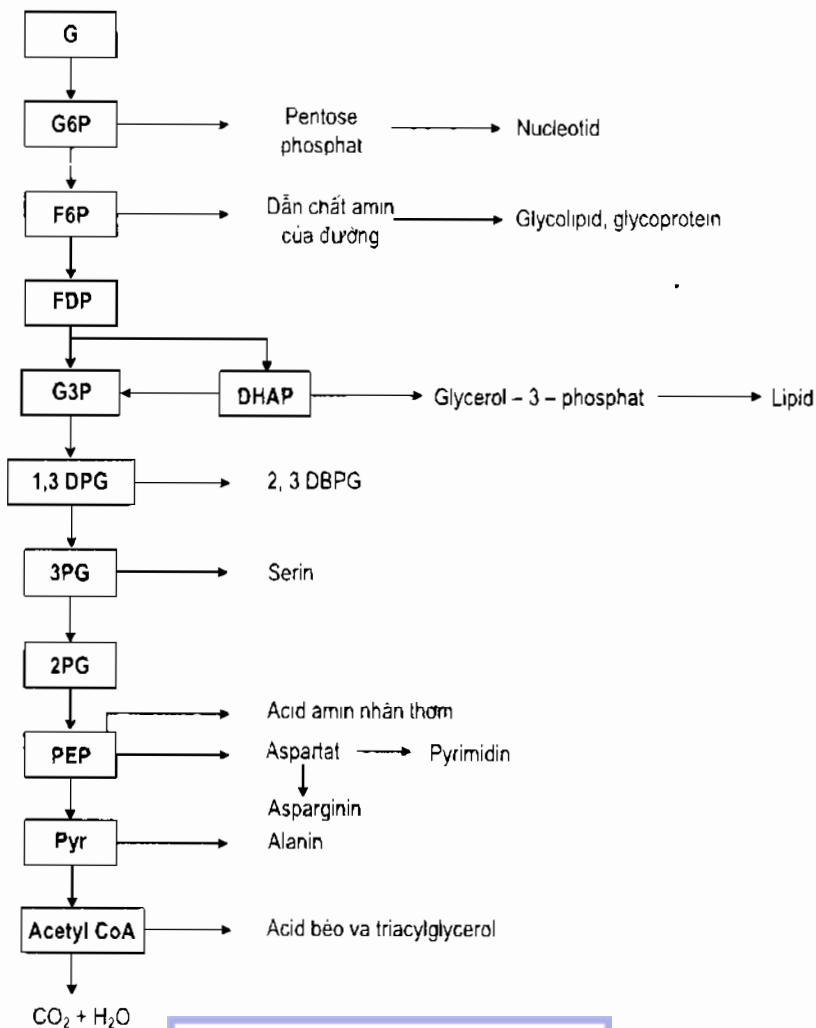 G
G6P
Pentose
phosphat
Nucleotid
F6P
Dẫn chất amin
của đường
Glycolipid, glycoprotein
FDP
G3P
DHAP
Glycerol – 3 – phosphat
Lipid
1,3 DPG
2, 3 DBPG
3PG
Serin
2PG
Acid amin nhân thơm
PEP
Aspartat
Pyrimidin
Asparginin
Pyr
Alanin
Acetyl CoA
Acid béo va triacylglycerol
CO₂ + H₂O